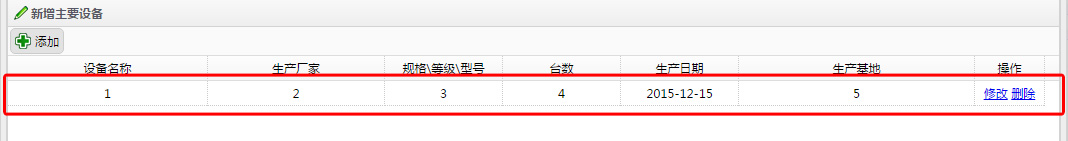 新增主要设备
添加
设备名称 生产厂家 规格\等级\型号 台数 生产日期 生产基地 操作
1 2 3 4 2015-12-15 5 修改 删除